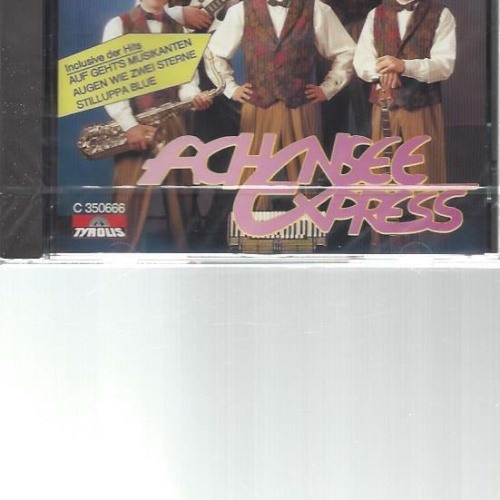 Inclusive der Hits
AUF GEHT'S MUSIKANTEN
AUGEN WIE ZWEI STERNE
STILLUPPA BLUE
ACHENSEE
EXPRESS
C 350666
TYROLIS